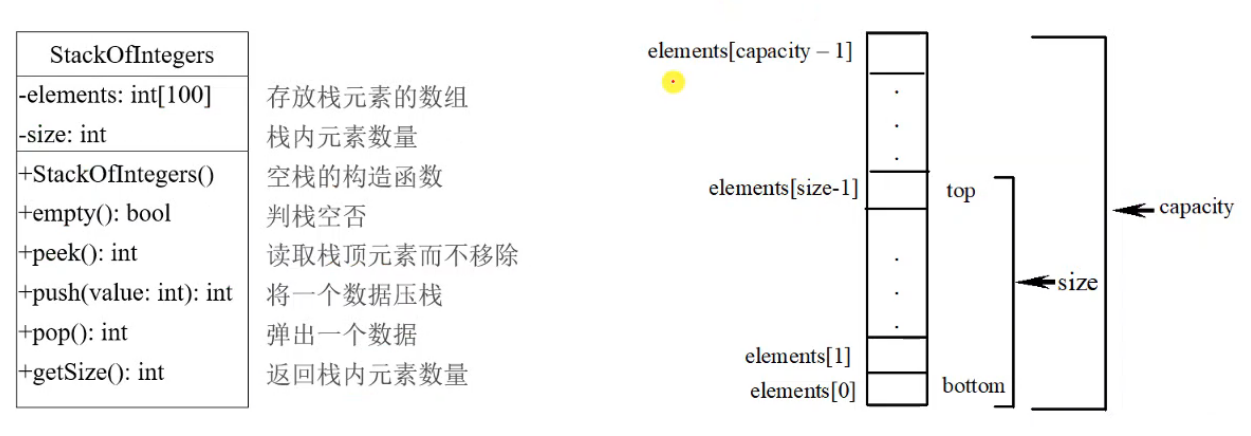 StackOfIntegers
-elements: int[100] 存放栈元素的数组
-size: int 栈内元素数量
+StackOfIntegers() 空栈的构造函数
+empty(): bool 判栈空否
+peek(): int 读取栈顶元素而不移除
+push(value: int): int 将一个数据压栈
+pop(): int 弹出一个数据
+getSize(): int 返回栈内元素数量
elements[capacity – 1]
elements[size-1] top
capacity
size
elements[1]
elements[0] bottom